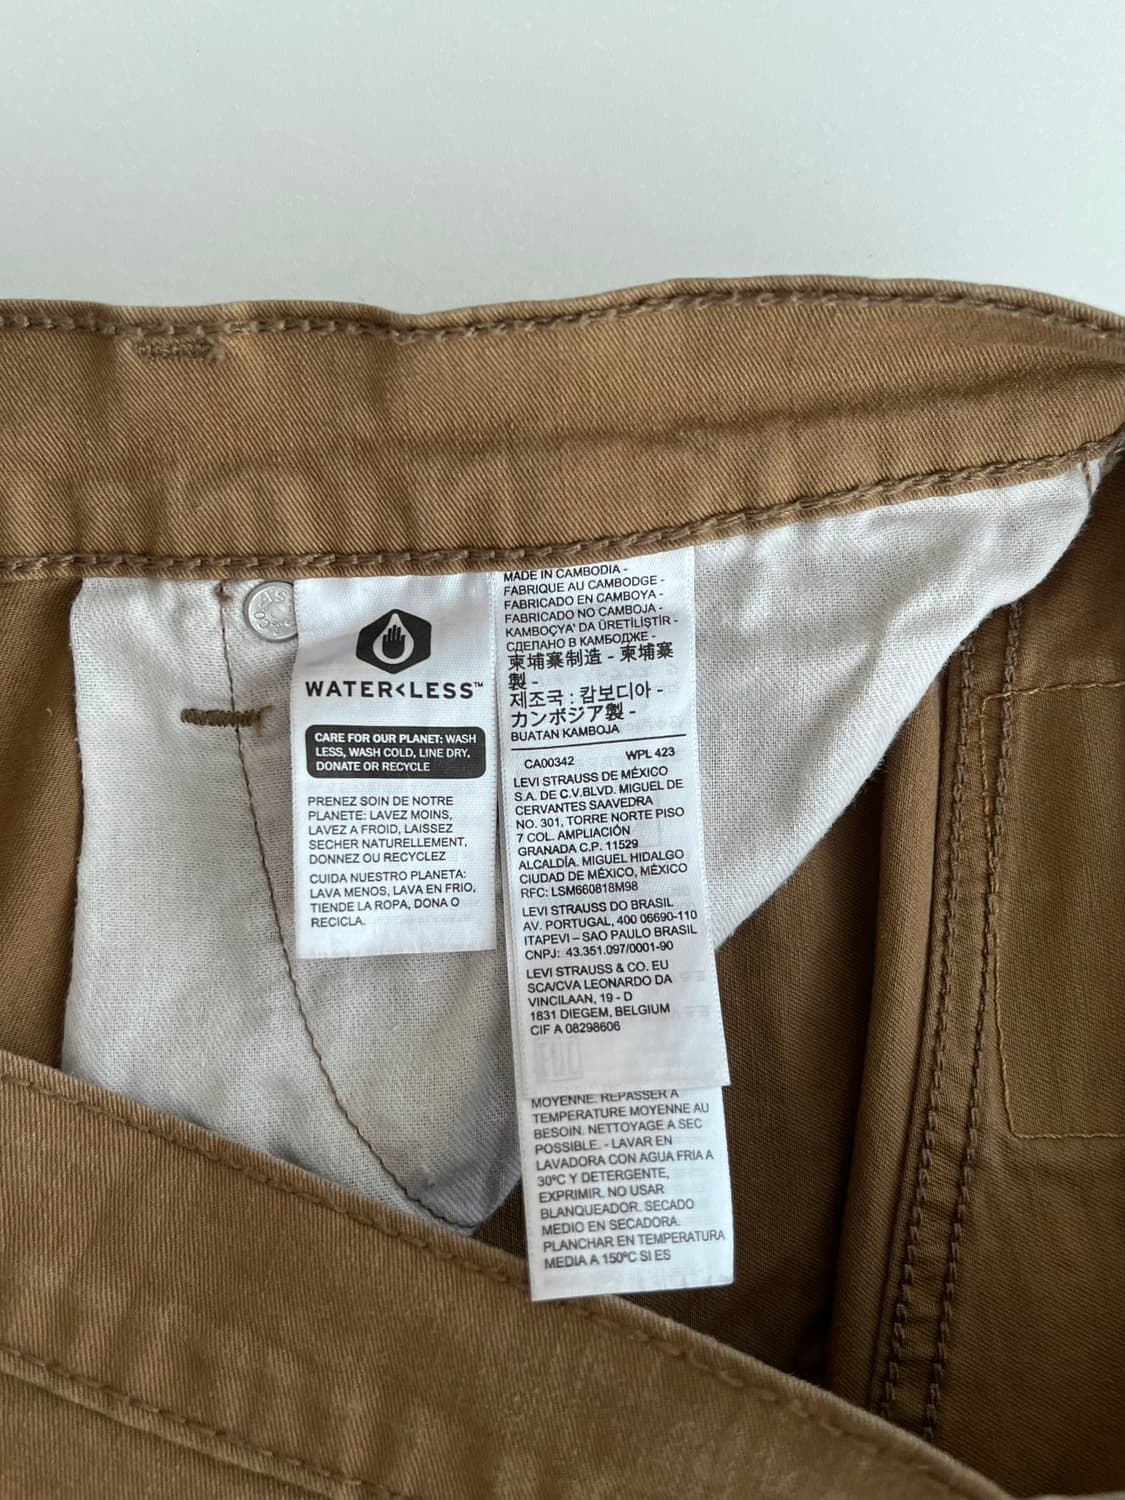 WATER<LESS™
CARE FOR OUR PLANET: WASH
LESS, WASH COLD, LINE DRY,
DONATE OR RECYCLE
PRENEZ SOIN DE NOTRE
PLANETE: LAVEZ MOINS,
LAVEZ A FROID, LAISSEZ
SECHER NATURELLEMENT,
DONNEZ OU RECYCLEZ
CUIDA NUESTRO PLANETA:
LAVA MENOS, LAVA EN FRIO,
TIENDE LA ROPA, DONA O
RECICLA.
MADE IN CAMBODIA -
FABRIQUE AU CAMBODGE -
FABRICADO EN CAMBOYA -
FABRICADO NO CAMBOJA -
KAMBOÇYA' DA ÜRETİLİŞTİR -
СДЕЛАНО В КАМБОДЖЕ -
柬埔寨制造 - 柬埔寨
製 -
제조국 : 캄보디아 -
カンボジア製 -
BUATAN KAMBOJA
CA00342 WPL 423
LEVI STRAUSS DE MÉXICO
S.A. DE C.V.BLVD. MIGUEL DE
CERVANTES SAAVEDRA
NO. 301, TORRE NORTE PISO
7 COL. AMPLIACIÓN
GRANADA C.P. 11529
ALCALDÍA. MIGUEL HIDALGO
CIUDAD DE MÉXICO, MÉXICO
RFC: LSM660818M98
LEVI STRAUSS DO BRASIL
AV. PORTUGAL, 400 06690-110
ITAPEVI – SAO PAULO BRASIL
CNPJ: 43.351.097/0001-90
LEVI STRAUSS & CO. EU
SCA/CVA LEONARDO DA
VINCILAAN, 19 - D
1831 DIEGEM, BELGIUM
CIF A 08298606
MOYENNE. REPASSER A
TEMPERATURE MOYENNE AU
BESOIN. NETTOYAGE A SEC
POSSIBLE. - LAVAR EN
LAVADORA CON AGUA FRIA A
30ºC Y DETERGENTE,
EXPRIMIR. NO USAR
BLANQUEADOR. SECADO
MEDIO EN SECADORA.
PLANCHAR EN TEMPERATURA
MEDIA A 150ºC SI ES